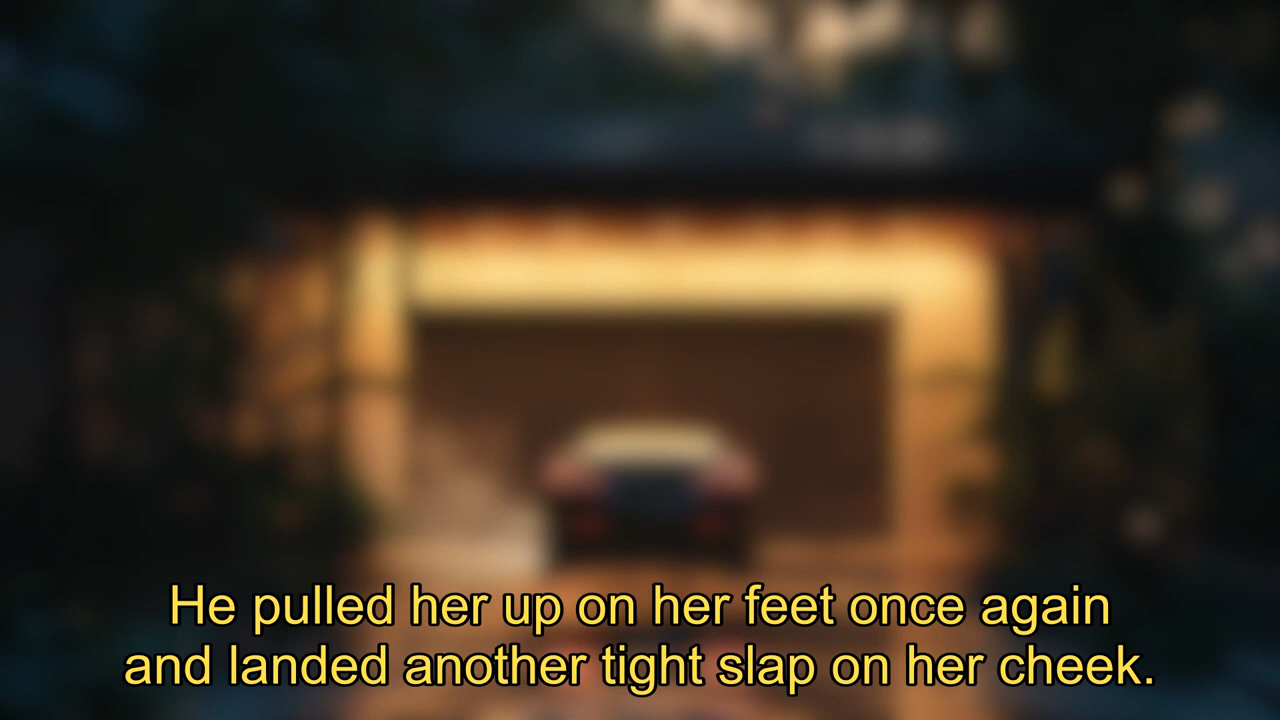 He pulled her up on her feet once again
and landed another tight slap on her cheek.